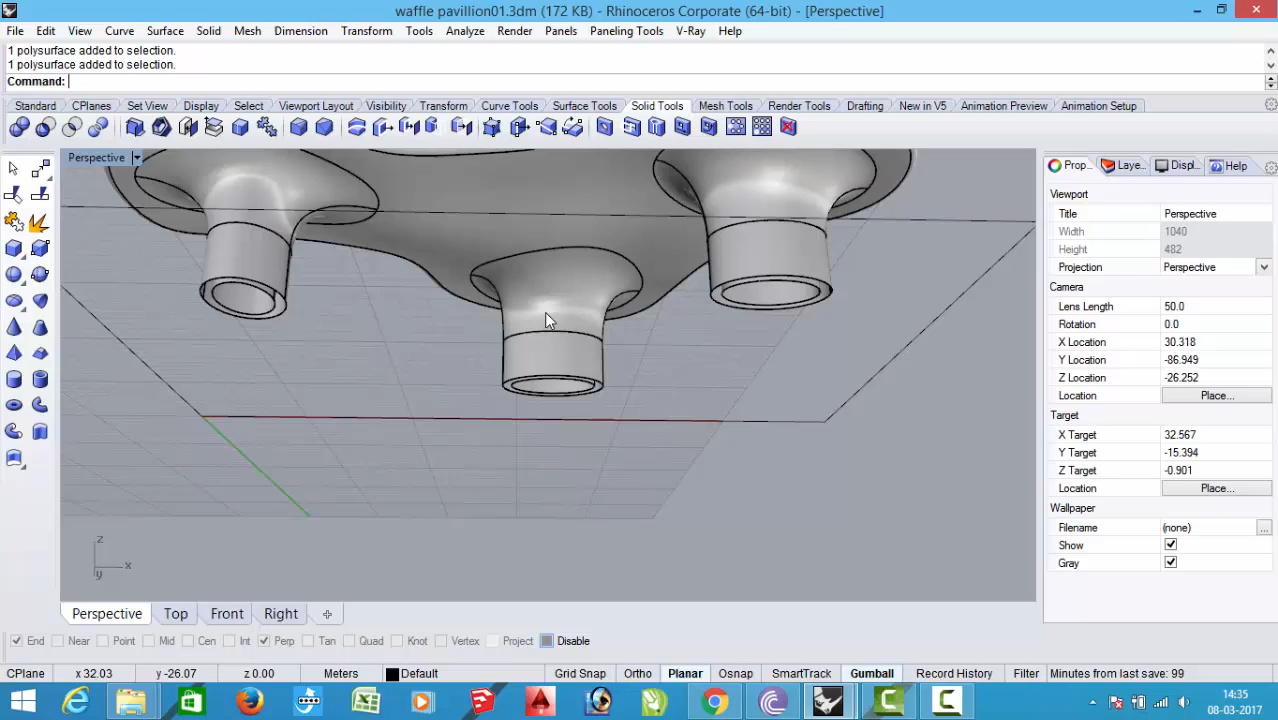 waffle pavillion01.3dm (172 KB) - Rhinoceros Corporate (64-bit) - [Perspective]
File Edit View Curve Surface Solid Mesh Dimension Transform Tools Analyze Render Panels Paneling Tools V-Ray Help
1 polysurface added to selection.
1 polysurface added to selection.
Command:
Standard CPlanes Set View Display Select Viewport Layout Visibility Transform Curve Tools Surface Tools Solid Tools Mesh Tools Render Tools Drafting New in V5 Animation Preview Animation Setup
Perspective
Prop... Laye... Displ... Help
Viewport
Title Perspective
Width 1040
Height 482
Projection Perspective
Camera
Lens Length 50.0
Rotation 0.0
X Location 30.318
Y Location -86.949
Z Location -26.252
Location Place...
Target
X Target 32.567
Y Target -15.394
Z Target -0.901
Location Place...
Wallpaper
Filename (none) ...
Show
Gray
z
x
y
Perspective Top Front Right
End Near Point Mid Cen Int Perp Tan Quad Knot Vertex Project Disable
CPlane x 32.03 y -26.07 z 0.00 Meters Default Grid Snap Ortho Planar Osnap SmartTrack Gumball Record History Filter Minutes from last save: 99
14:35
08-03-2017